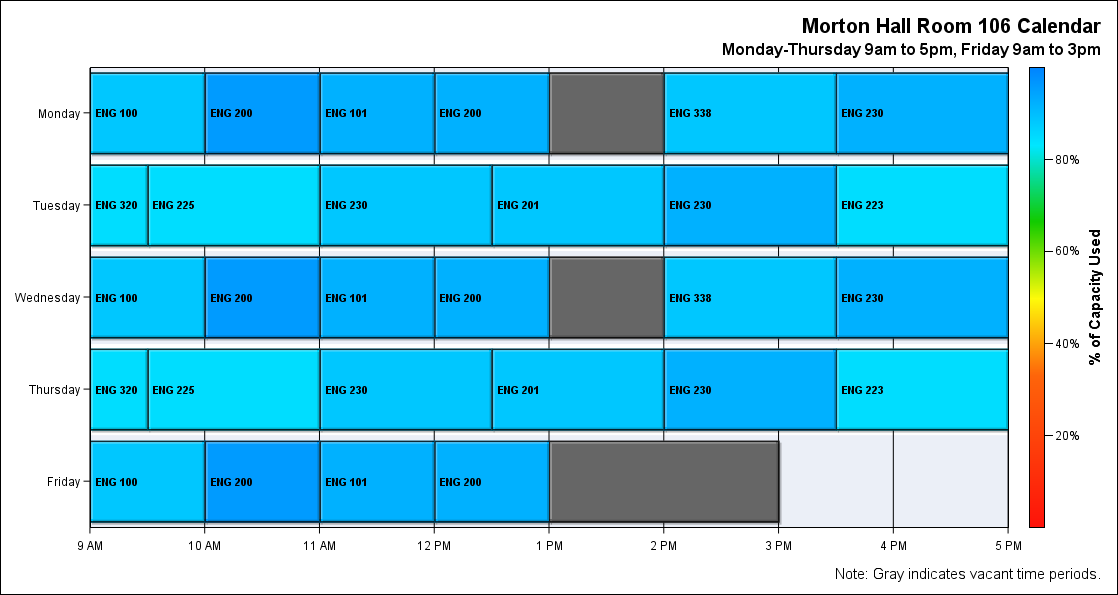 Morton Hall Room 106 Calendar
Monday-Thursday 9am to 5pm, Friday 9am to 3pm
Monday ENG 100 ENG 200 ENG 101 ENG 200 ENG 338 ENG 230
Tuesday ENG 320 ENG 225 ENG 230 ENG 201 ENG 230 ENG 223
Wednesday ENG 100 ENG 200 ENG 101 ENG 200 ENG 338 ENG 230
Thursday ENG 320 ENG 225 ENG 230 ENG 201 ENG 230 ENG 223
Friday ENG 100 ENG 200 ENG 101 ENG 200
9 AM 10 AM 11 AM 12 PM 1 PM 2 PM 3 PM 4 PM 5 PM
80%
60%
40%
20%
% of Capacity Used
Note: Gray indicates vacant time periods.